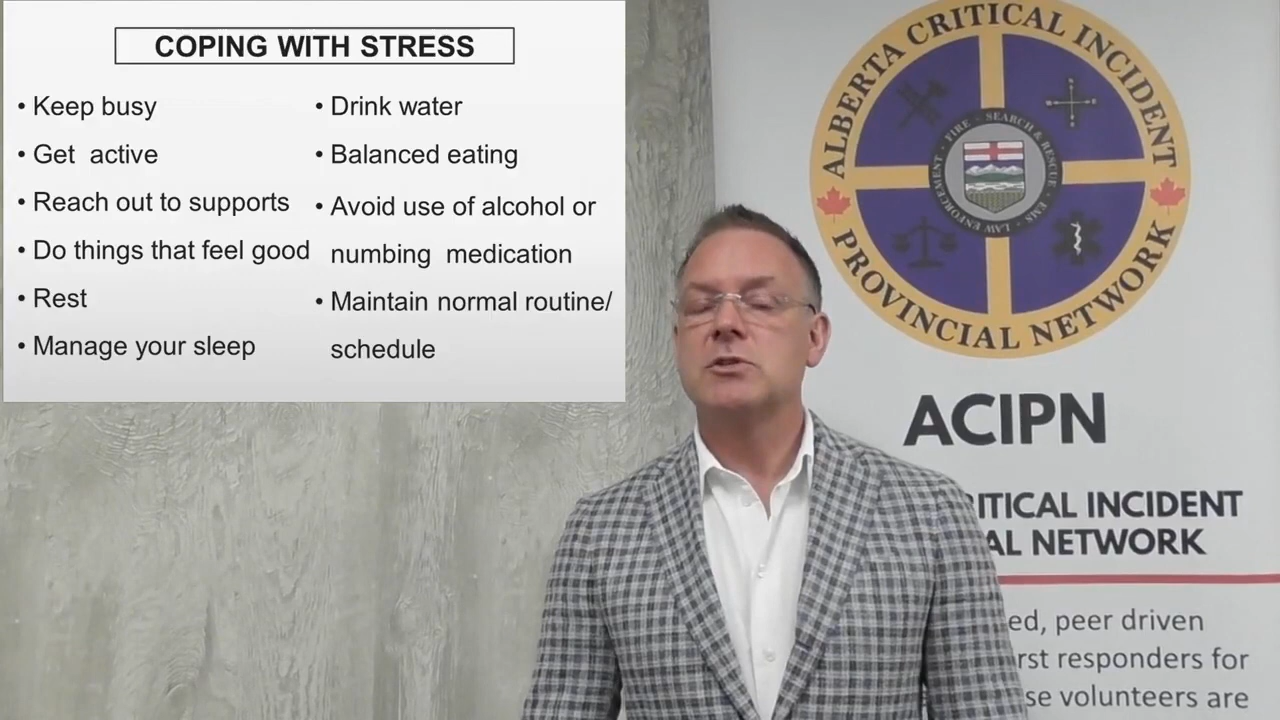 COPING WITH STRESS
• Keep busy
• Get active
• Reach out to supports
• Do things that feel good
• Rest
• Manage your sleep
• Drink water
• Balanced eating
• Avoid use of alcohol or
numbing medication
• Maintain normal routine/
schedule
ALBERTA CRITICAL INCIDENT
PROVINCIAL NETWORK
FIRE • SEARCH & RESCUE • EMS • LAW ENFORCEMENT •
ACIPN
RITICAL INCIDENT
AL NETWORK
ed, peer driven
rst responders for
se volunteers are